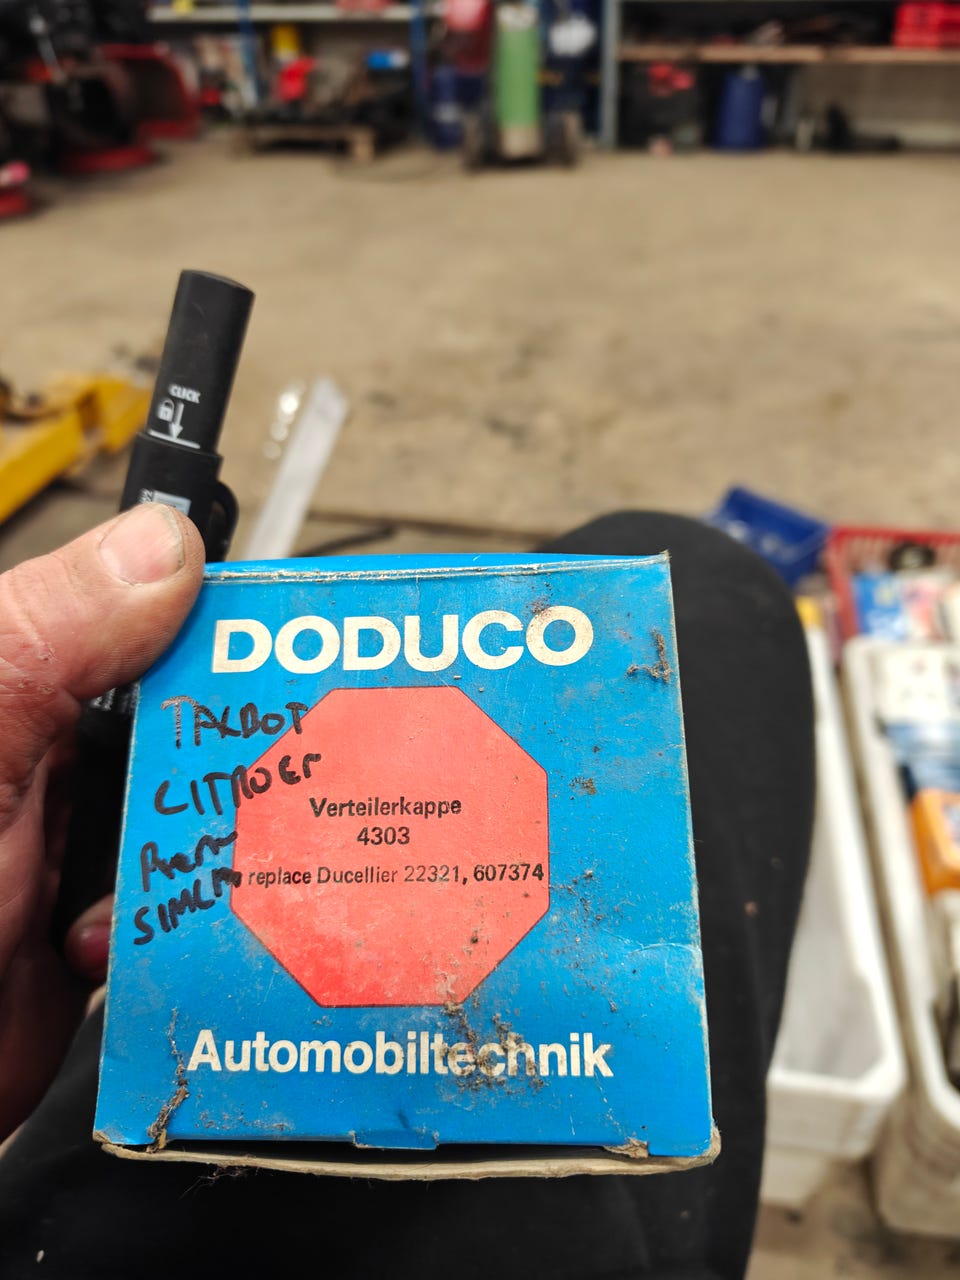 CLICK
DODUCO
TALBOT
CITROEN
Verteilerkappe
4303
replace Ducellier 22321, 607374
SIMCA
Automobiltechnik